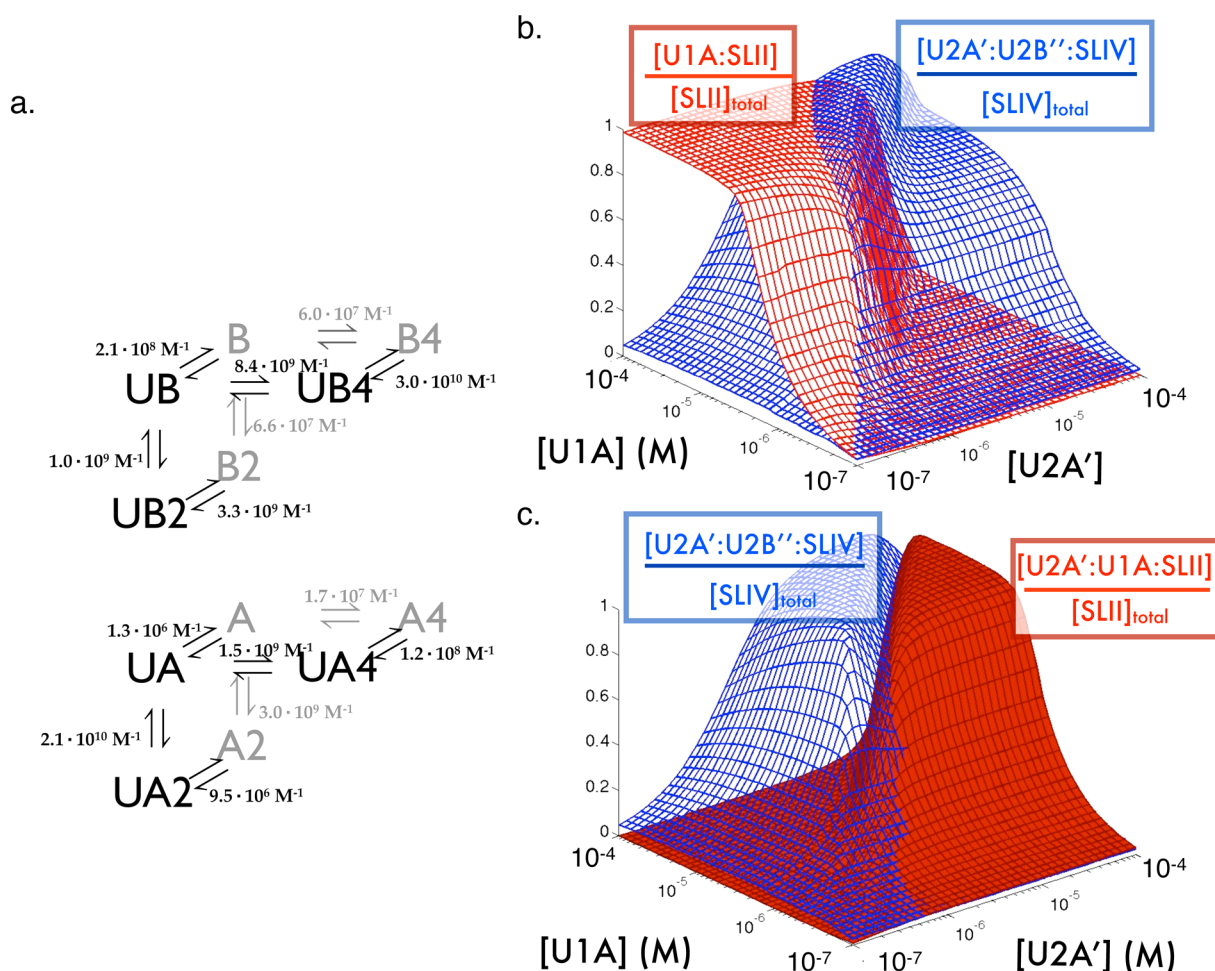 a.
6.0 · 10⁷ M⁻¹
B
B4
2.1 · 10⁸ M⁻¹
8.4 · 10⁹ M⁻¹
UB
UB4
3.0 · 10¹⁰ M⁻¹
6.6 · 10⁷ M⁻¹
1.0 · 10⁹ M⁻¹
B2
UB2
3.3 · 10⁹ M⁻¹
1.7 · 10⁷ M⁻¹
A
A4
1.3 · 10⁶ M⁻¹
1.5 · 10⁹ M⁻¹
UA
UA4
1.2 · 10⁸ M⁻¹
3.0 · 10⁹ M⁻¹
2.1 · 10¹⁰ M⁻¹
A2
UA2
9.5 · 10⁶ M⁻¹
b.
[U1A:SLII]
[SLII]total
[U2A′:U2B′′:SLIV]
[SLIV]total
1
0.8
0.6
0.4
0.2
0
10⁻⁴
10⁻⁵
10⁻⁶
10⁻⁷
[U1A] (M)
10⁻⁷
10⁻⁶
10⁻⁵
10⁻⁴
[U2A′]
c.
[U2A′:U2B′′:SLIV]
[SLIV]total
[U2A′:U1A:SLII]
[SLII]total
1
0.8
0.6
0.4
0.2
0
10⁻⁴
10⁻⁵
10⁻⁶
10⁻⁷
[U1A] (M)
10⁻⁷
10⁻⁶
10⁻⁵
10⁻⁴
[U2A′] (M)